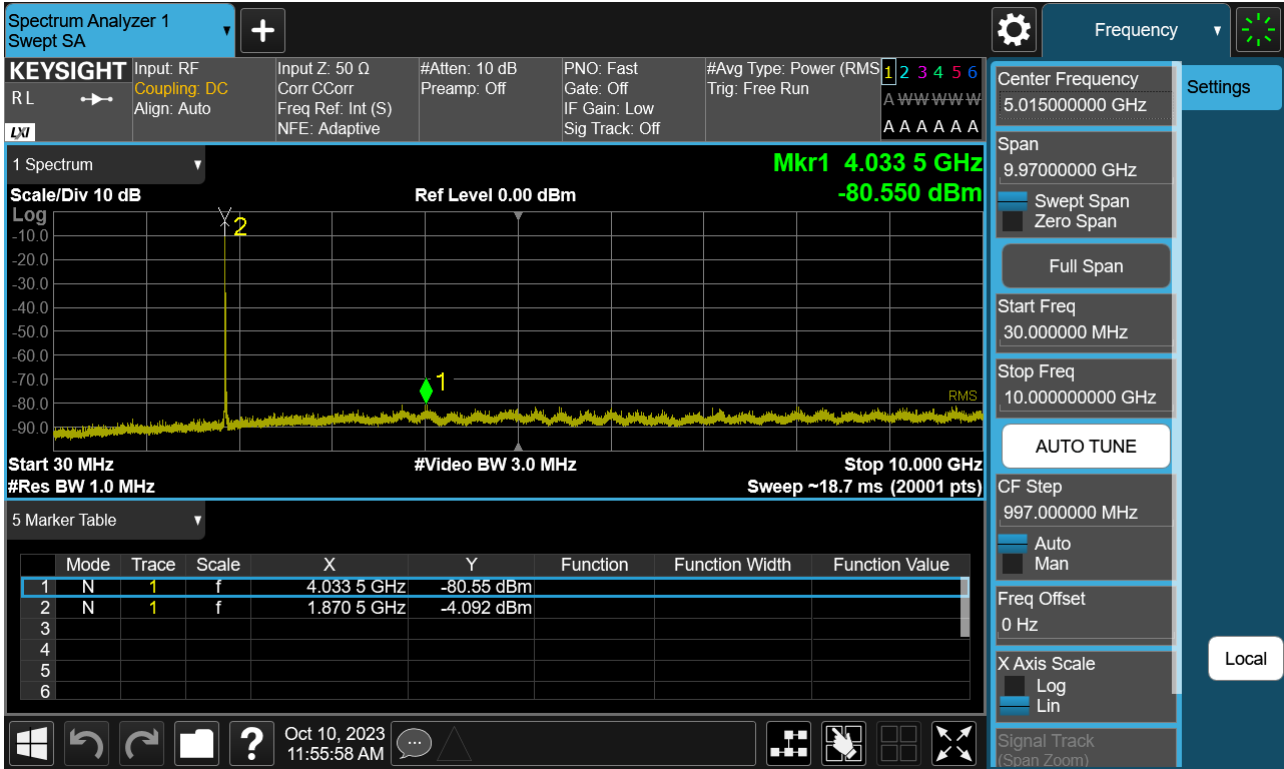 Spectrum Analyzer 1
Swept SA
Frequency
KEYSIGHT
R L
LXI
Input: RF
Coupling: DC
Align: Auto
Input Z: 50 Ω
Corr CCorr
Freq Ref: Int (S)
NFE: Adaptive
#Atten: 10 dB
Preamp: Off
PNO: Fast
Gate: Off
IF Gain: Low
Sig Track: Off
#Avg Type: Power (RMS
Trig: Free Run
1 2 3 4 5 6
A W W W W W
A A A A A A
1 Spectrum
Mkr1 4.033 5 GHz
-80.550 dBm
Scale/Div 10 dB
Ref Level 0.00 dBm
Log
2
-10.0
-20.0
-30.0
-40.0
-50.0
-60.0
-70.0
1
-80.0
RMS
-90.0
Start 30 MHz
#Video BW 3.0 MHz
Stop 10.000 GHz
#Res BW 1.0 MHz
Sweep ~18.7 ms (20001 pts)
5 Marker Table
Mode Trace Scale X Y Function Function Width Function Value
1 N 1 f 4.033 5 GHz -80.55 dBm
2 N 1 f 1.870 5 GHz -4.092 dBm
3
4
5
6
Oct 10, 2023
11:55:58 AM
Center Frequency
5.015000000 GHz
Settings
Span
9.97000000 GHz
Swept Span
Zero Span
Full Span
Start Freq
30.000000 MHz
Stop Freq
10.000000000 GHz
AUTO TUNE
CF Step
997.000000 MHz
Auto
Man
Freq Offset
0 Hz
X Axis Scale
Log
Lin
Local
Signal Track
(Span Zoom)